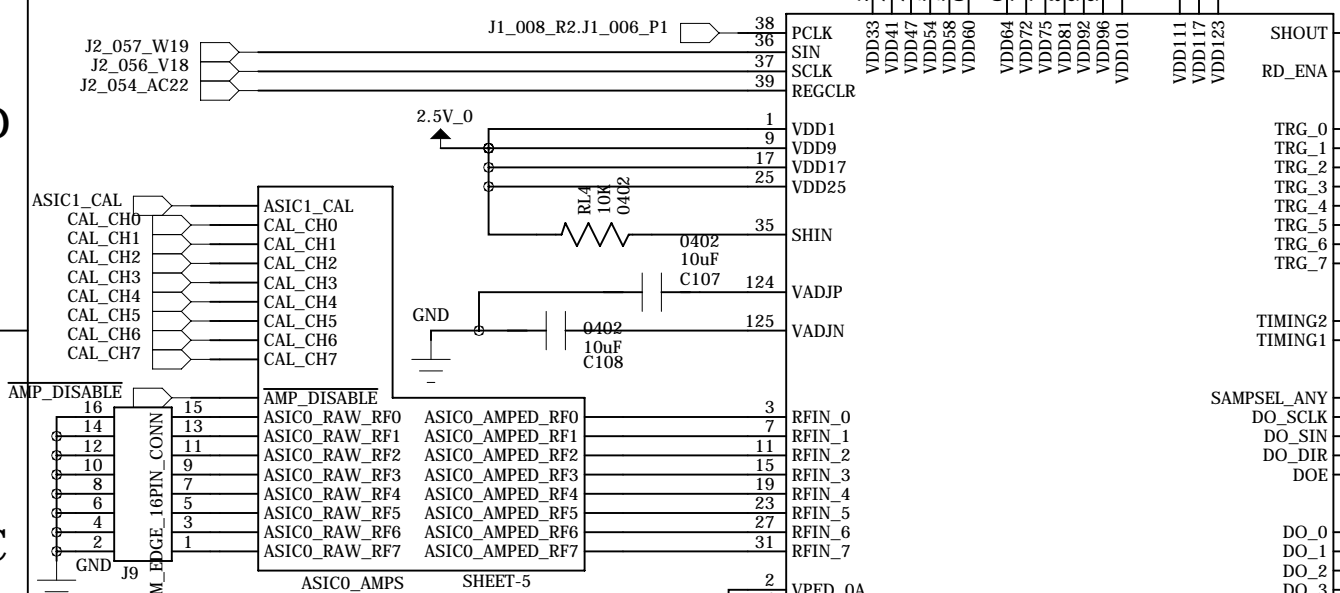 J1_008_R2.J1_006_P1
38
PCLK
J2_057_W19
36
SIN
J2_056_V18
37
SCLK
J2_054_AC22
39
REGCLR
VDD33
VDD41
VDD47
VDD54
VDD58
VDD60
VDD64
VDD72
VDD75
VDD81
VDD92
VDD96
VDD101
VDD111
VDD117
VDD123
SHOUT
RD_ENA
2.5V_0
1
VDD1
9
VDD9
17
VDD17
25
VDD25
RL4
10K
0402
35
SHIN
0402
10uF
C107
124
VADJP
GND
0402
10uF
C108
125
VADJN
TRG_0
TRG_1
TRG_2
TRG_3
TRG_4
TRG_5
TRG_6
TRG_7
TIMING2
TIMING1
ASIC1_CAL
CAL_CH0
CAL_CH1
CAL_CH2
CAL_CH3
CAL_CH4
CAL_CH5
CAL_CH6
CAL_CH7
AMP_DISABLE
ASIC1_CAL
CAL_CH0
CAL_CH1
CAL_CH2
CAL_CH3
CAL_CH4
CAL_CH5
CAL_CH6
CAL_CH7
AMP_DISABLE
16 15 ASIC0_RAW_RF0 ASIC0_AMPED_RF0 3 RFIN_0
14 13 ASIC0_RAW_RF1 ASIC0_AMPED_RF1 7 RFIN_1
12 11 ASIC0_RAW_RF2 ASIC0_AMPED_RF2 11 RFIN_2
10 9 ASIC0_RAW_RF3 ASIC0_AMPED_RF3 15 RFIN_3
8 7 ASIC0_RAW_RF4 ASIC0_AMPED_RF4 19 RFIN_4
6 5 ASIC0_RAW_RF5 ASIC0_AMPED_RF5 23 RFIN_5
4 3 ASIC0_RAW_RF6 ASIC0_AMPED_RF6 27 RFIN_6
2 1 ASIC0_RAW_RF7 ASIC0_AMPED_RF7 31 RFIN_7
GND
J9
M_EDGE_16PIN_CONN
ASIC0_AMPS
SHEET-5
2
VPED_0A
SAMPSEL_ANY
DO_SCLK
DO_SIN
DO_DIR
DOE
DO_0
DO_1
DO_2
DO_3
C